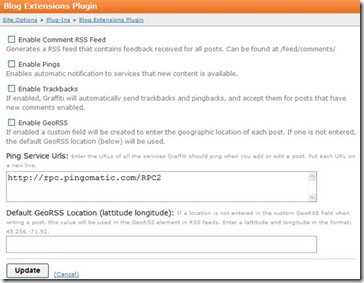 Blog Extensions Plugin
Site Options > Plug-Ins > Blog Extensions Plugin
Enable Comment RSS Feed
Generates a RSS feed that contains feedback received for all posts. Can be found at /feed/comments/
Enable Pings
Enables automatic notification to services that new content is available.
Enable Trackbacks
If enabled, Graffiti will automatically send trackbacks and pingbacks, and accept them for posts that have
new comments enabled.
Enable GeoRSS
If enabled a custom field will be created to enter the geographic location of each post. If one is not entered,
the default GeoRSS location (below) will be used.
Ping Service Urls: Enter the URLs of all the services Graffiti should ping when you add or edit a post. Put each URL on
a new line.
http://rpc.pingomatic.com/RPC2
Default GeoRSS Location (lattitude longitude): If a location is not entered in the custom GeoRSS field when
writing a post, this value will be used in the GeoRSS element in RSS feeds. Enter a lattitude and longitude in the format:
43.256 -71.92.
Update (Cancel)